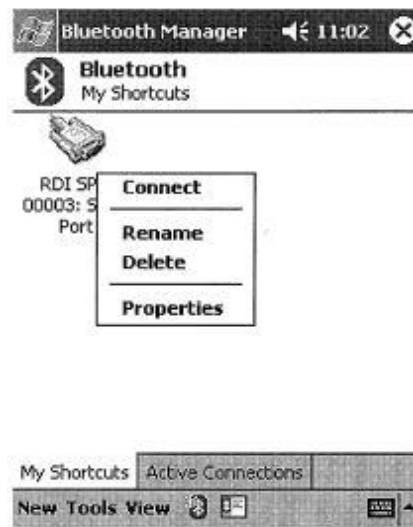 Bluetooth Manager 11:02
Bluetooth
My Shortcuts
RDI SP
00003: S
Port
Connect
Rename
Delete
Properties
My Shortcuts Active Connections
New Tools View